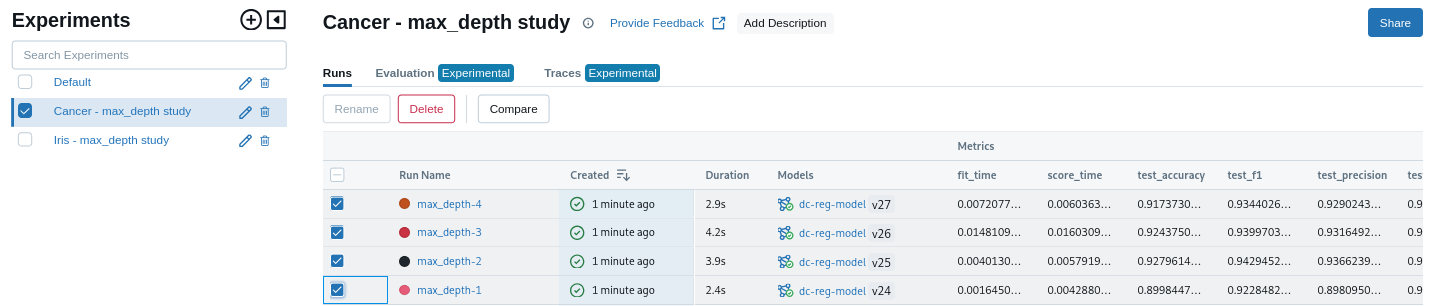 Experiments
Search Experiments
Default
Cancer - max_depth study
Iris - max_depth study
Cancer - max_depth study Provide Feedback Add Description Share
Runs Evaluation Experimental Traces Experimental
Rename Delete Compare
Metrics
Run Name Created Duration Models fit_time score_time test_accuracy test_f1 test_precision tes
max_depth-4 1 minute ago 2.9s dc-reg-model v27 0.0072077... 0.0060363... 0.9173730... 0.9344026... 0.9290243... 0.9
max_depth-3 1 minute ago 4.2s dc-reg-model v26 0.0148109... 0.0160309... 0.9243750... 0.9399703... 0.9316492... 0.9
max_depth-2 1 minute ago 3.9s dc-reg-model v25 0.0040130... 0.0057919... 0.9279614... 0.9429452... 0.9366239... 0.9
max_depth-1 1 minute ago 2.4s dc-reg-model v24 0.0016450... 0.0042880... 0.8998447... 0.9228482... 0.8980950... 0.9